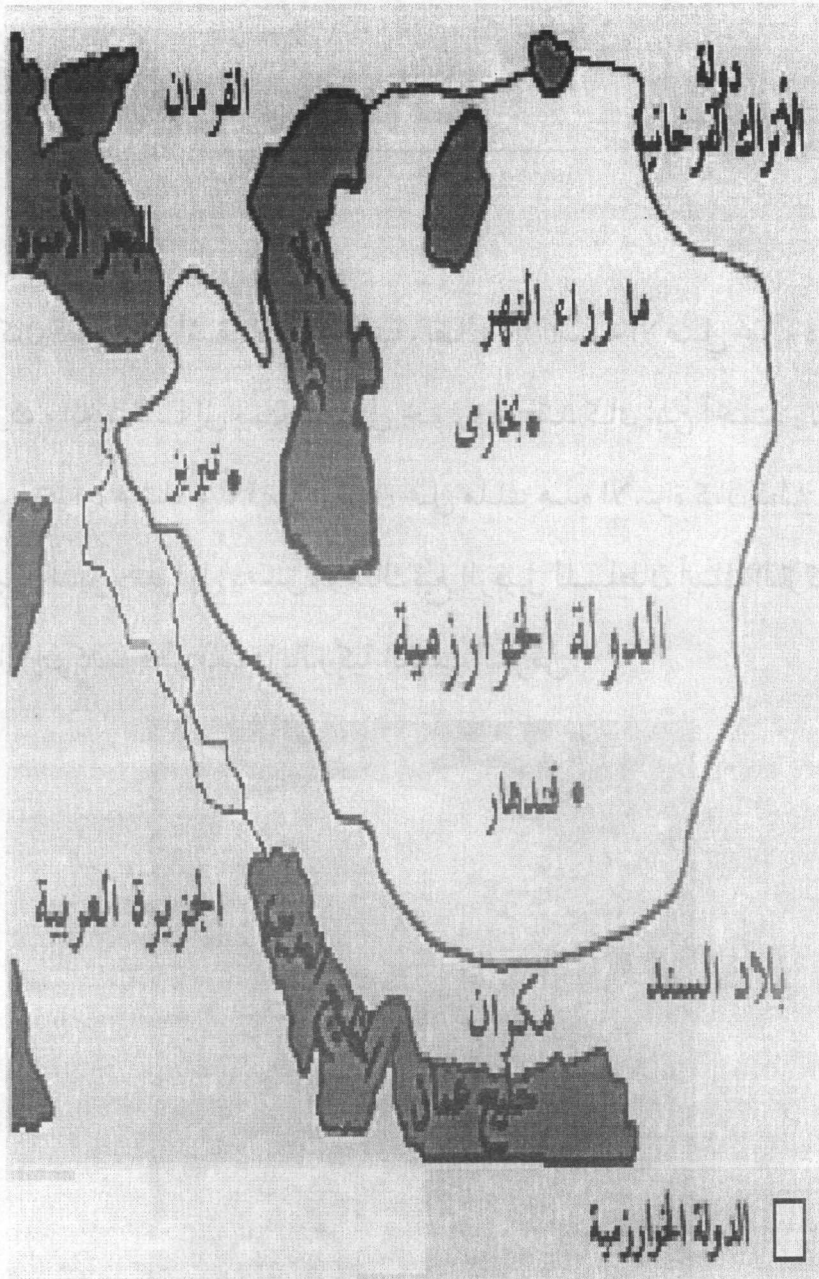 دولة
الأتراك القرخانية
القرمان
البحر الأسود
ما وراء النهر
بخارى
تبريز
الدولة الخوارزمية
قندهار
الجزيرة العربية
بلاد السند
مكران
خليج عمان
الدولة الخوارزمية